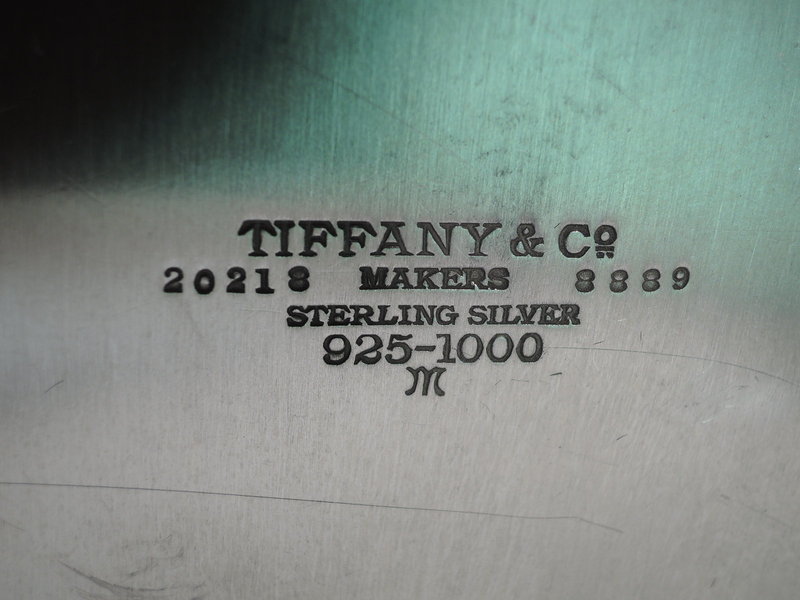 TIFFANY & Cº
20218 MAKERS 8889
STERLING SILVER
925-1000
M